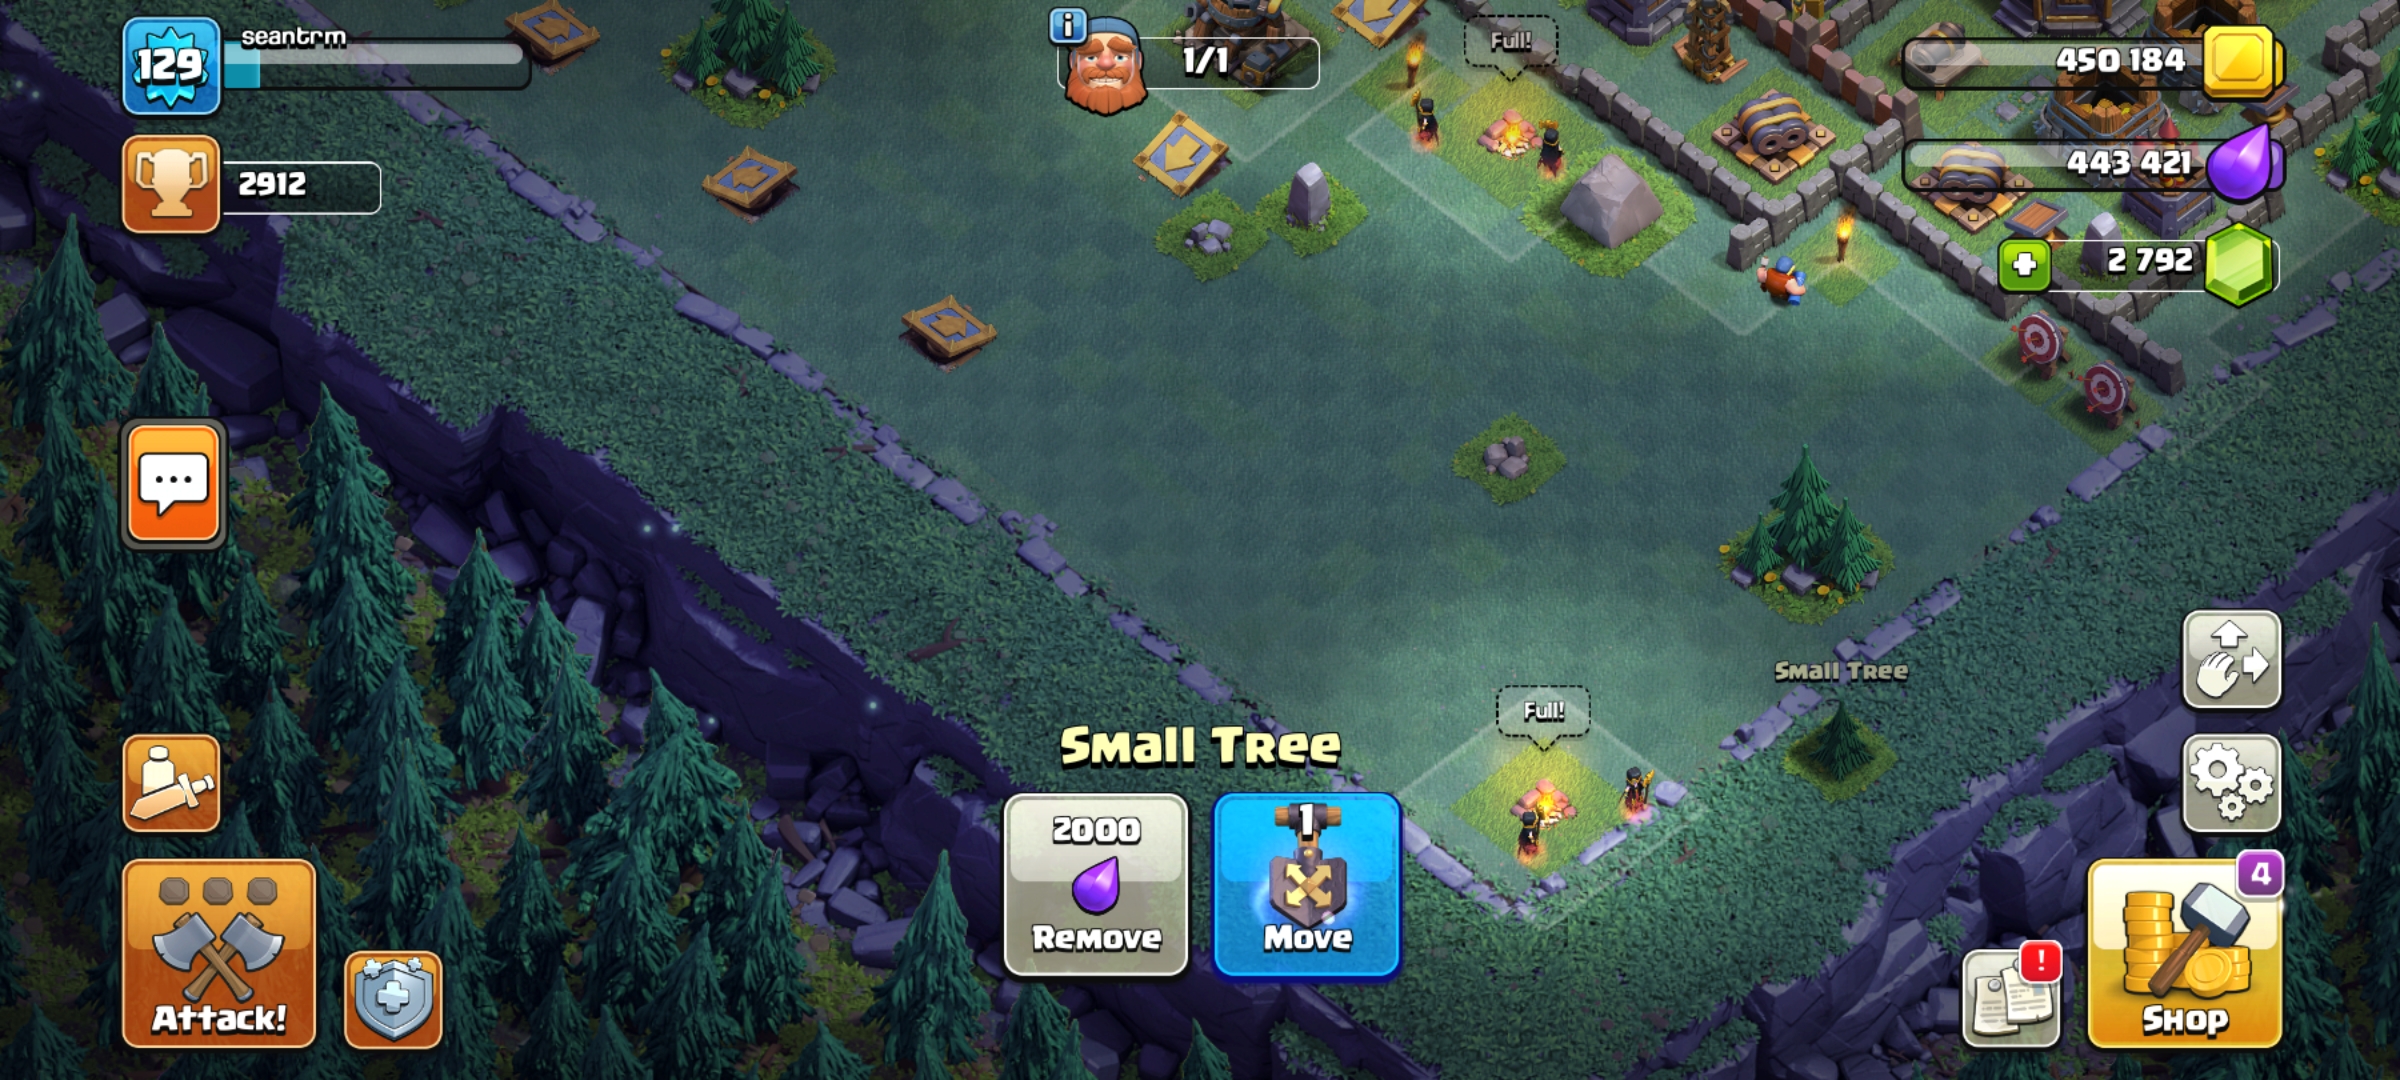 129
seantrm
i
1/1
Full!
450 184
2912
443 421
2 792
Small Tree
Full!
Small Tree
2000
Remove
1
Move
Attack!
!
4
Shop